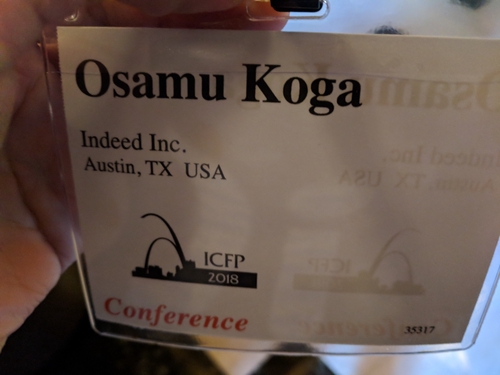 Osamu Koga
Indeed Inc.
Austin, TX USA
ICFP
2018
Conference
35317